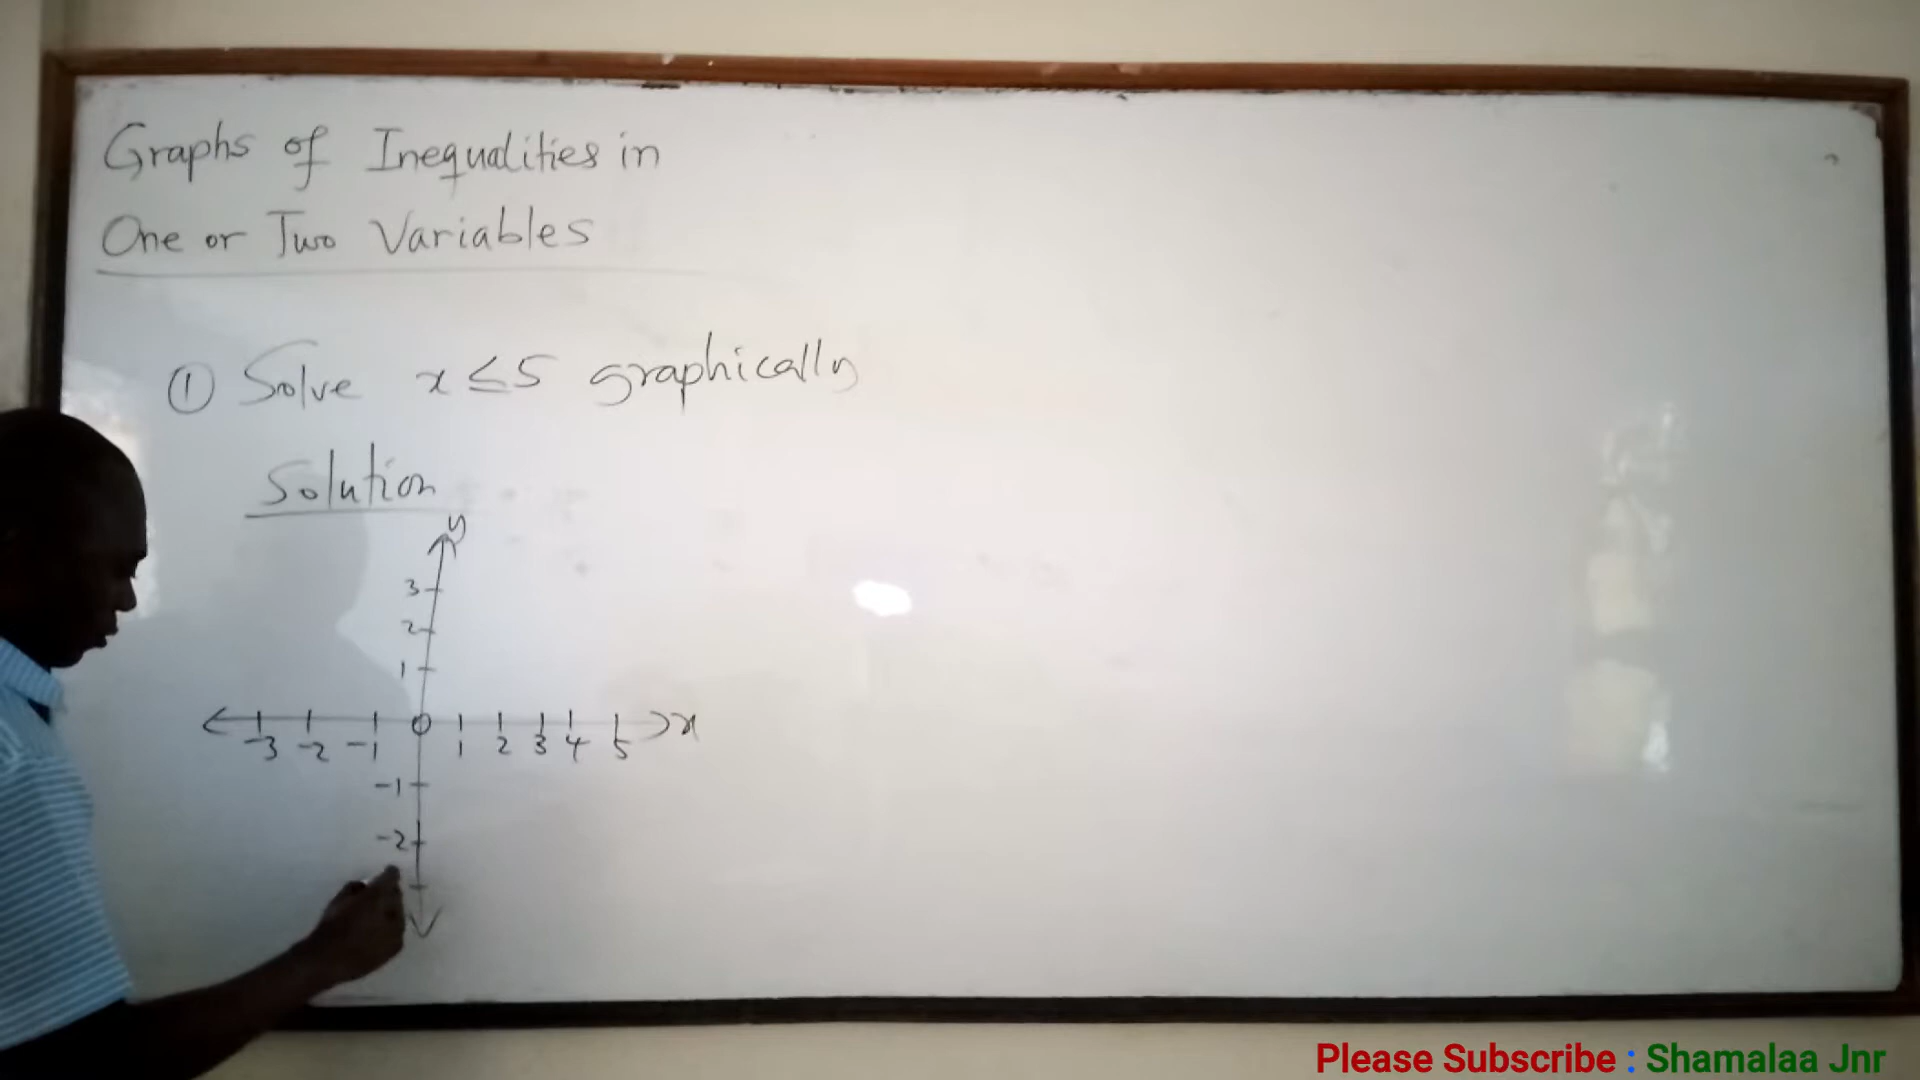 Graphs of Inequalities in
One or Two Variables
① Solve x ≤ 5 graphically
Solution
y
3
2
1
-3 -2 -1 0 1 2 3 4 5 x
-1
-2
Please Subscribe : Shamalaa Jnr